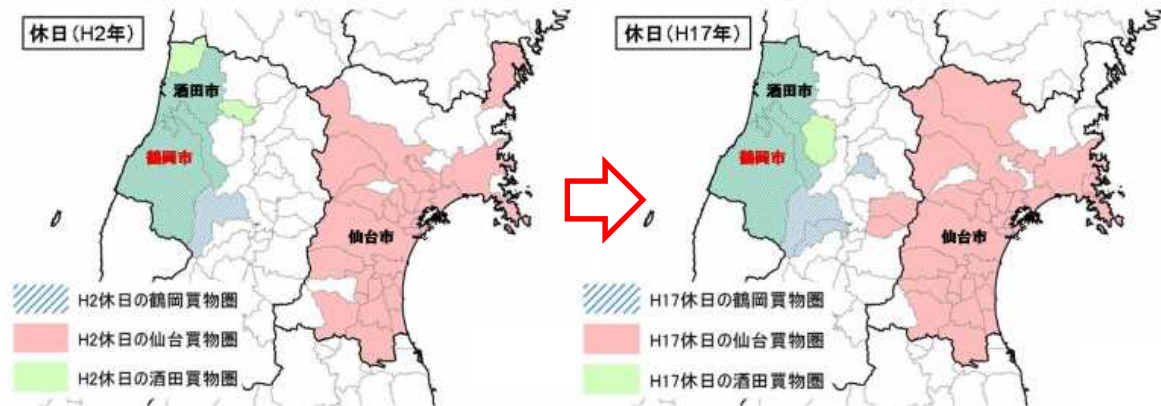 休日(H2年)
酒田市
鶴岡市
仙台市
H2休日の鶴岡買物圏
H2休日の仙台買物圏
H2休日の酒田買物圏
休日(H17年)
酒田市
鶴岡市
仙台市
H17休日の鶴岡買物圏
H17休日の仙台買物圏
H17休日の酒田買物圏